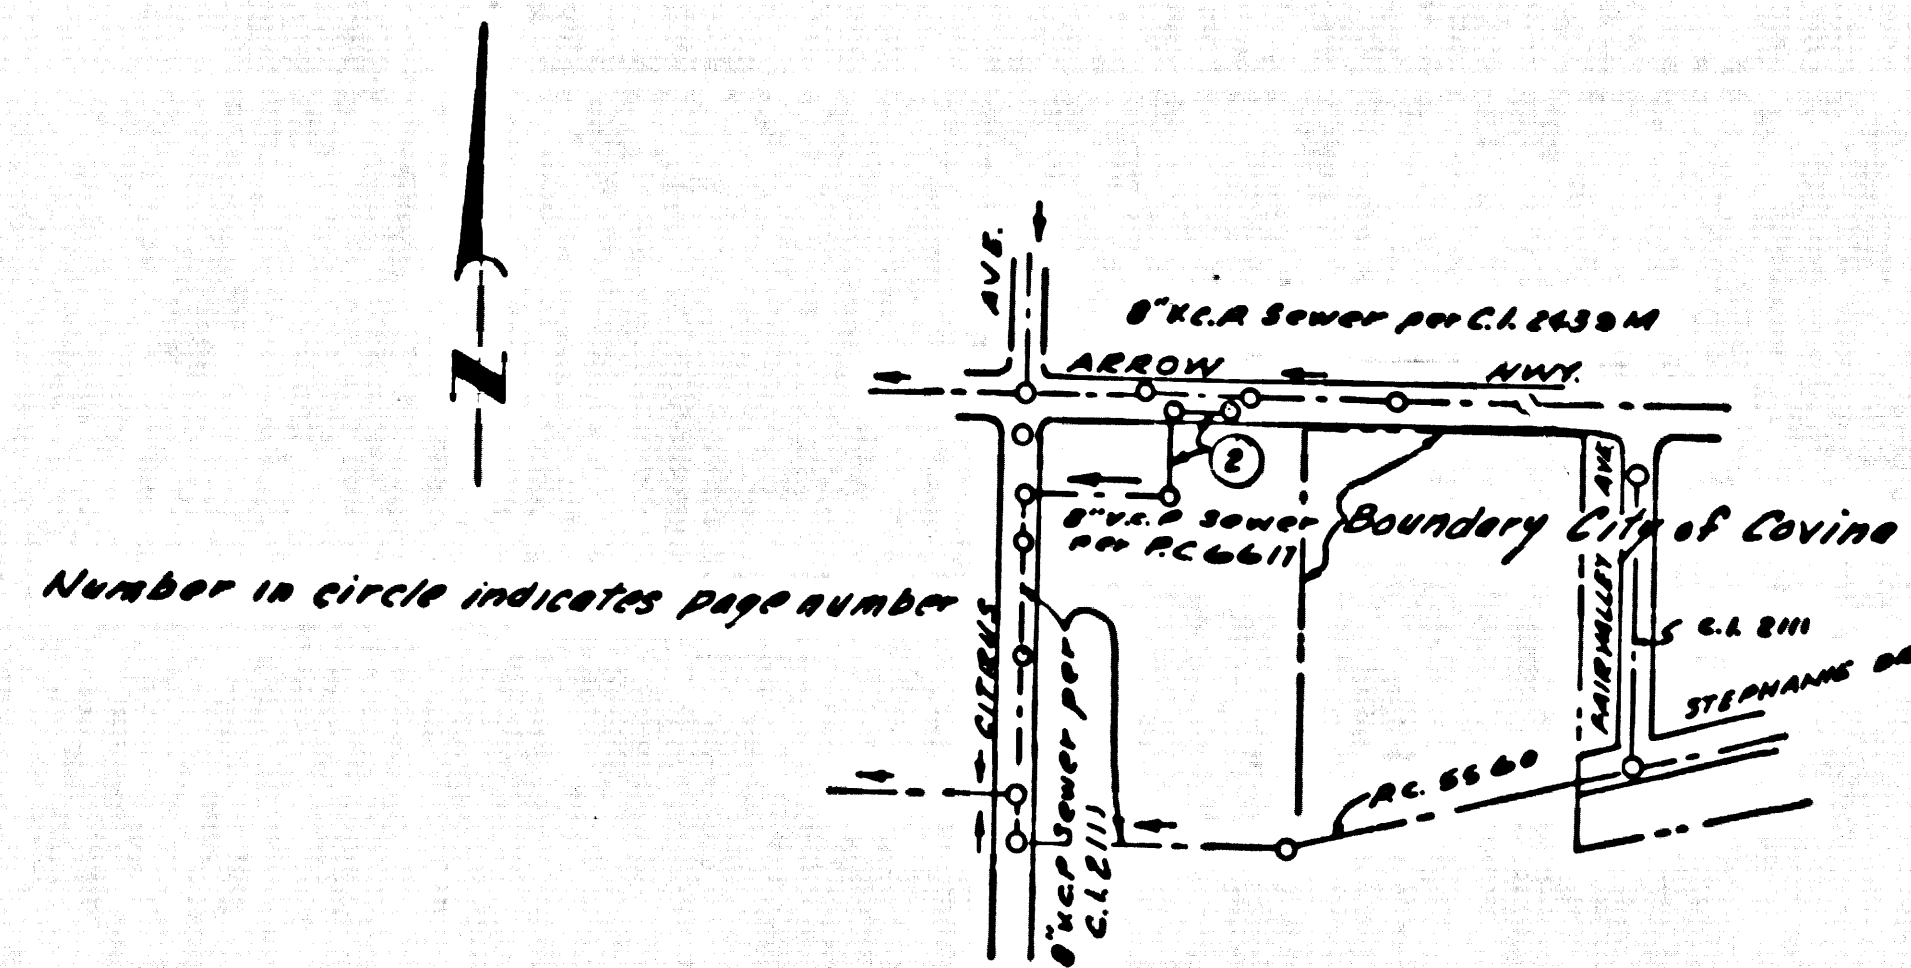 AVE.
8" V.C.P. Sewer per C.I. 2439 M
ARROW HWY.
N
2
8" V.C.P. Sewer
per P.C 6617
Boundary City of Covina
Number in circle indicates page number
CITRUS
8" V.C.P Sewer per
C.I. 2111
FAIRVALLEY AVE
C.I. 2111
STEPHANIE
P.C. 5560